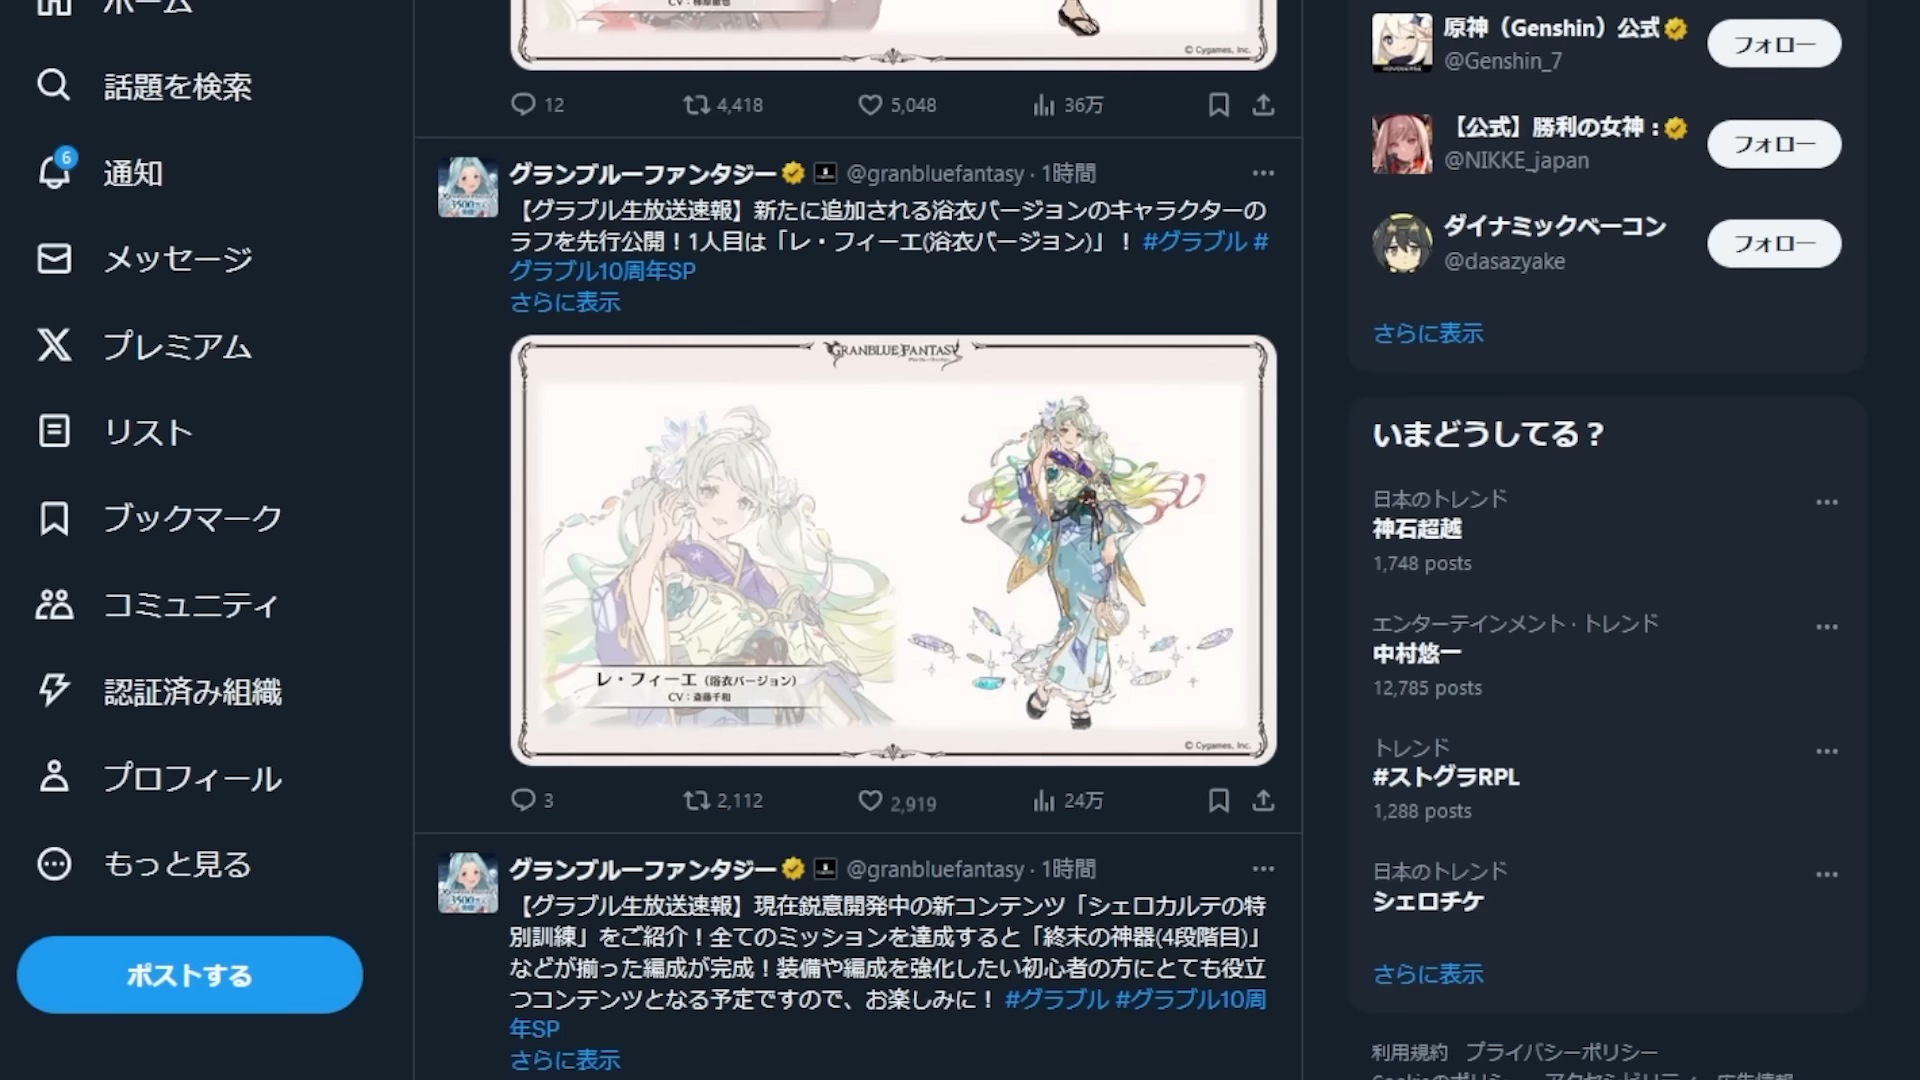 ホーム
話題を検索
6
通知
メッセージ
プレミアム
リスト
ブックマーク
コミュニティ
認証済み組織
プロフィール
もっと見る
ポストする
© Cygames, Inc.
12 4,418 5,048 36万
グランブルーファンタジー @granbluefantasy · 1時間
【グラブル生放送速報】新たに追加される浴衣バージョンのキャラクターの
ラフを先行公開！1人目は「レ・フィーエ(浴衣バージョン)」！ #グラブル #
グラブル10周年SP
さらに表示
GRANBLUE FANTASY
レ・フィーエ（浴衣バージョン）
CV：斎藤千和
© Cygames, Inc.
3 2,112 2,919 24万
グランブルーファンタジー @granbluefantasy · 1時間
【グラブル生放送速報】現在鋭意開発中の新コンテンツ「シェロカルテの特
別訓練」をご紹介！全てのミッションを達成すると「終末の神器(4段階目)」
などが揃った編成が完成！装備や編成を強化したい初心者の方にとても役立
つコンテンツとなる予定ですので、お楽しみに！ #グラブル #グラブル10周
年SP
さらに表示
原神（Genshin）公式
@Genshin_7
フォロー
【公式】勝利の女神：
@NIKKE_japan
フォロー
ダイナミックベーコン
@dasazyake
フォロー
さらに表示
いまどうしてる？
日本のトレンド
神石超越
1,748 posts
エンターテインメント · トレンド
中村悠一
12,785 posts
トレンド
#ストグラRPL
1,288 posts
日本のトレンド
シェロチケ
さらに表示
利用規約 プライバシーポリシー